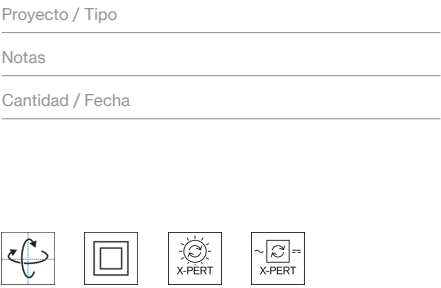 Proyecto / Tipo
Notas
Cantidad / Fecha
X-PERT
X-PERT